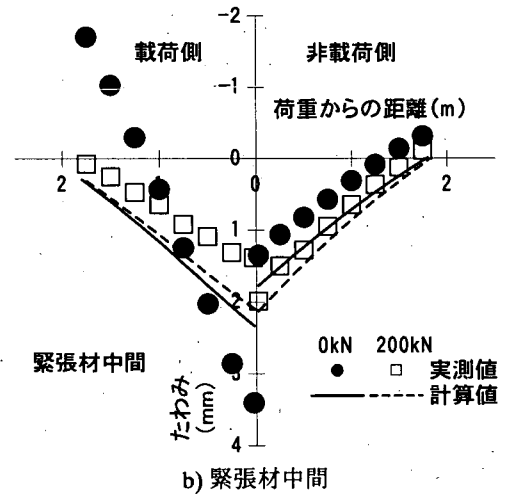 -2
載荷側 非載荷側
-1
荷重からの距離(m)
0
2 1 0 2
1
2
0kN 200kN
緊張材中間
● □ 実測値
計算値
3
たわみ(mm)
4
b) 緊張材中間